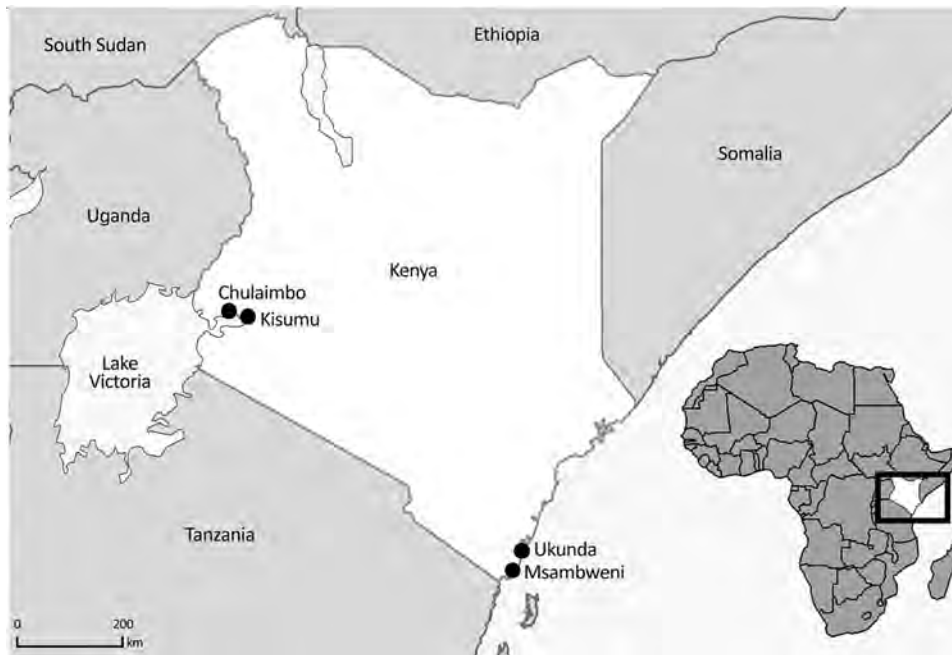 South Sudan
Ethiopia
Somalia
Uganda
Kenya
Chulaimbo
Kisumu
Lake
Victoria
Tanzania
Ukunda
Msambweni
0 200
km